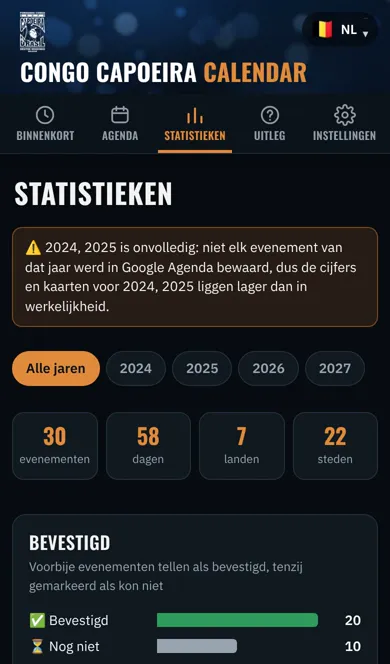 BRASIL
NL
CONGO CAPOEIRA CALENDAR
BINNENKORT
AGENDA
STATISTIEKEN
UITLEG
INSTELLINGEN
STATISTIEKEN
⚠️ 2024, 2025 is onvolledig: niet elk evenement van
dat jaar werd in Google Agenda bewaard, dus de cijfers
en kaarten voor 2024, 2025 liggen lager dan in
werkelijkheid.
Alle jaren
2024
2025
2026
2027
30
evenementen
58
dagen
7
landen
22
steden
BEVESTIGD
Voorbije evenementen tellen als bevestigd, tenzij
gemarkeerd als kon niet
✅ Bevestigd 20
⏳ Nog niet 10